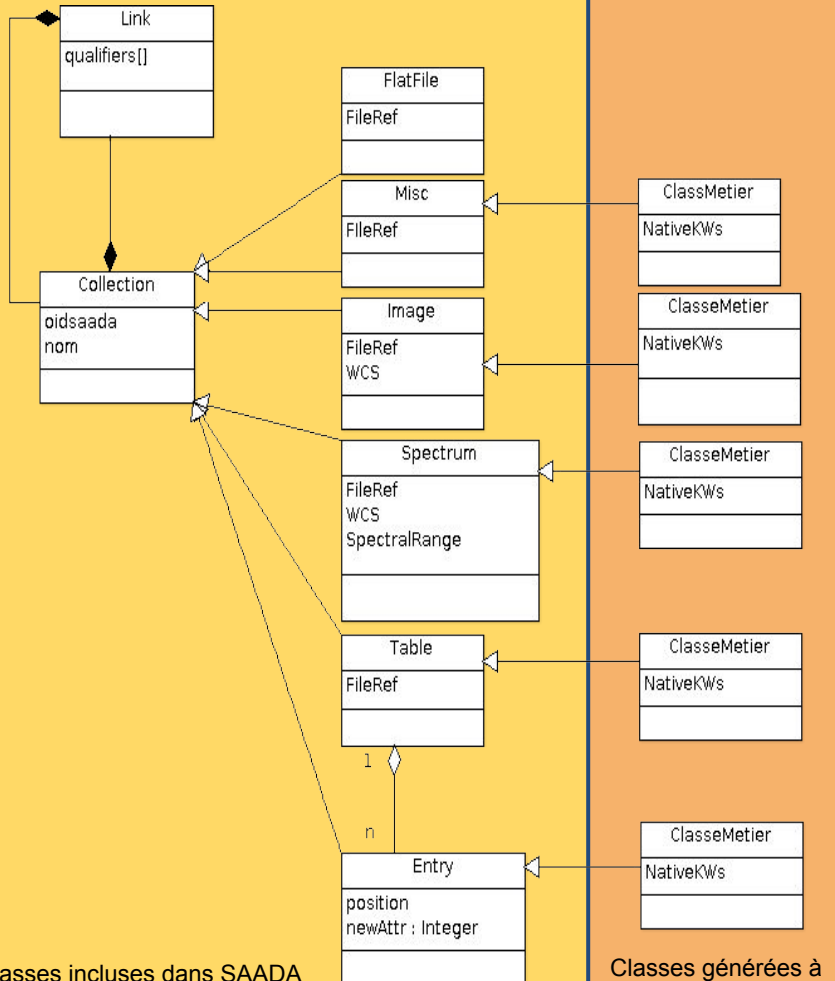 Link
qualifiers[]
FlatFile
FileRef
Misc
FIleRef
ClassMetier
NativeKWs
Collection
oidsaada
nom
Image
FileRef
WCS
ClasseMetier
NativeKWs
Spectrum
FileRef
WCS
SpectralRange
ClasseMetier
NativeKWs
Table
FileRef
ClasseMetier
NativeKWs
1
n
Entry
position
newAttr : Integer
ClasseMetier
NativeKWs
lasses incluses dans SAADA
Classes générées à